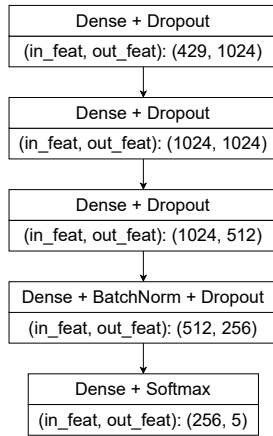 Dense + Dropout
(in_feat, out_feat): (429, 1024)
Dense + Dropout
(in_feat, out_feat): (1024, 1024)
Dense + Dropout
(in_feat, out_feat): (1024, 512)
Dense + BatchNorm + Dropout
(in_feat, out_feat): (512, 256)
Dense + Softmax
(in_feat, out_feat): (256, 5)